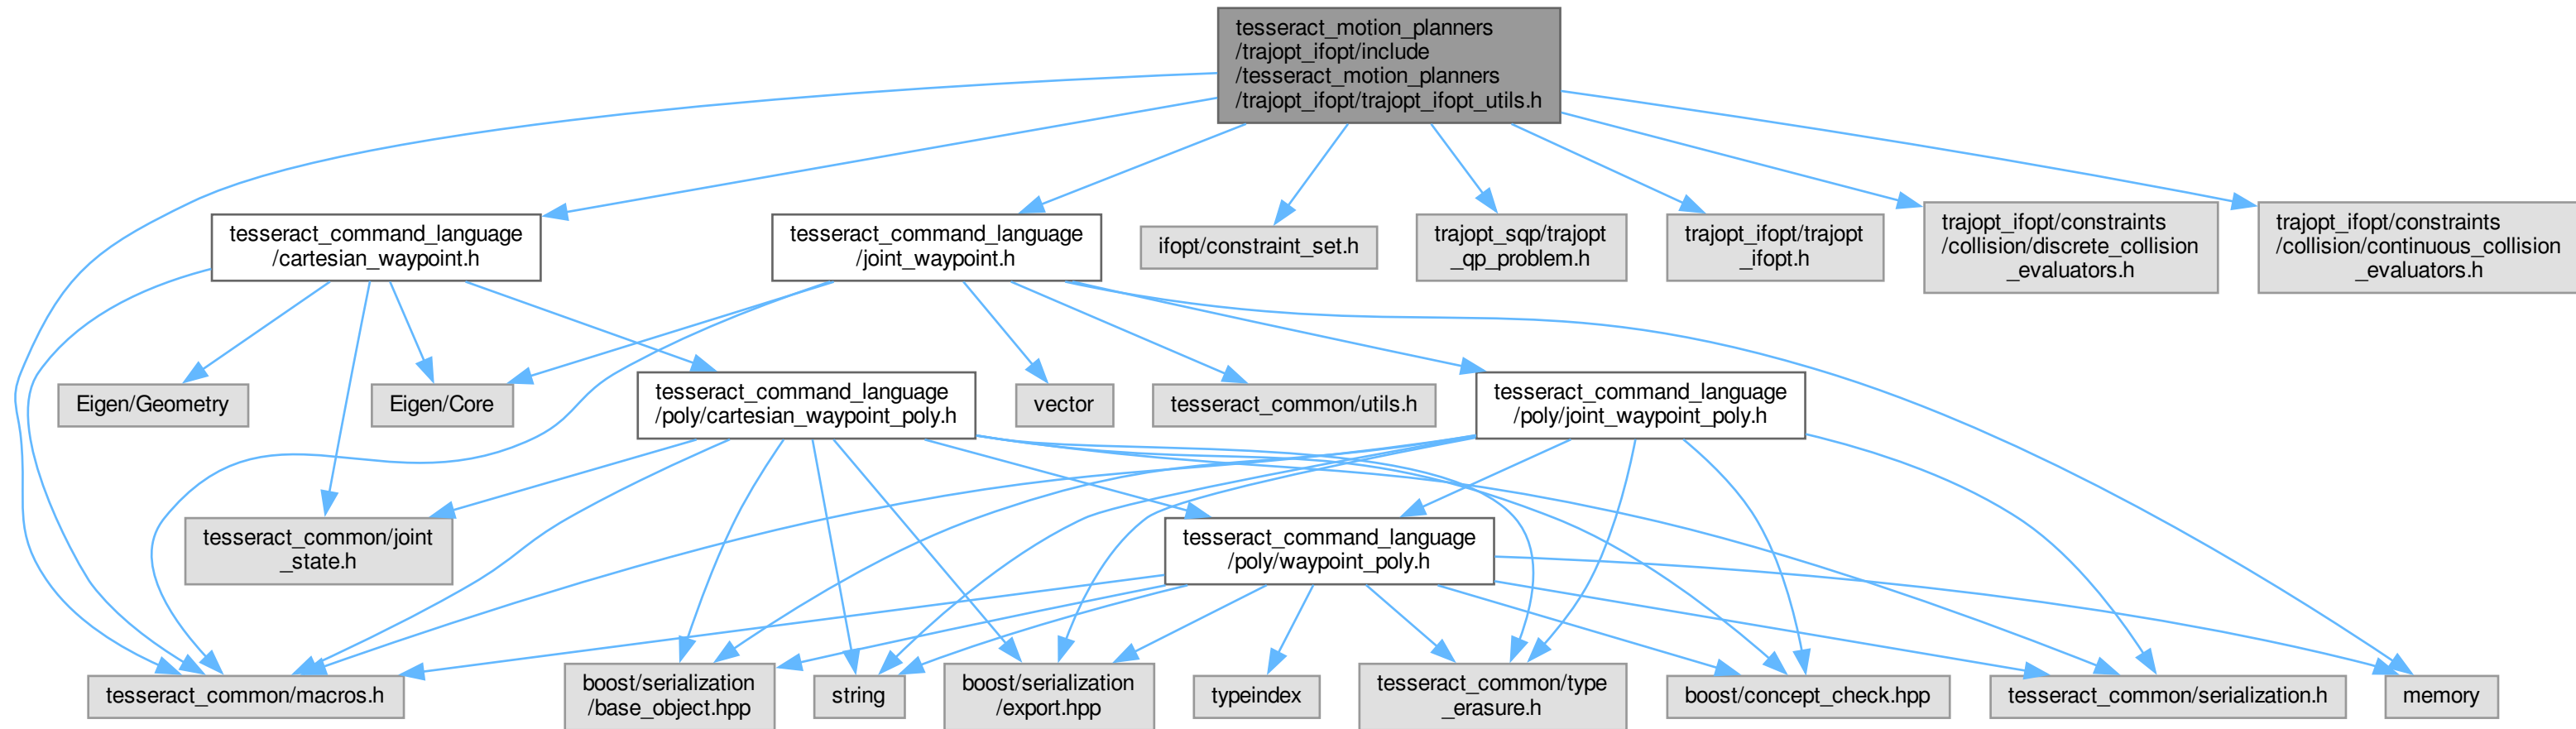 tesseract_motion_planners
/trajopt_ifopt/include
/tesseract_motion_planners
/trajopt_ifopt/trajopt_ifopt_utils.h
tesseract_command_language
/cartesian_waypoint.h
tesseract_command_language
/joint_waypoint.h
ifopt/constraint_set.h
trajopt_sqp/trajopt
_qp_problem.h
trajopt_ifopt/trajopt
_ifopt.h
trajopt_ifopt/constraints
/collision/discrete_collision
_evaluators.h
trajopt_ifopt/constraints
/collision/continuous_collision
_evaluators.h
Eigen/Geometry
Eigen/Core
tesseract_command_language
/poly/cartesian_waypoint_poly.h
vector
tesseract_common/utils.h
tesseract_command_language
/poly/joint_waypoint_poly.h
tesseract_common/joint
_state.h
tesseract_command_language
/poly/waypoint_poly.h
tesseract_common/macros.h
boost/serialization
/base_object.hpp
string
boost/serialization
/export.hpp
typeindex
tesseract_common/type
_erasure.h
boost/concept_check.hpp
tesseract_common/serialization.h
memory